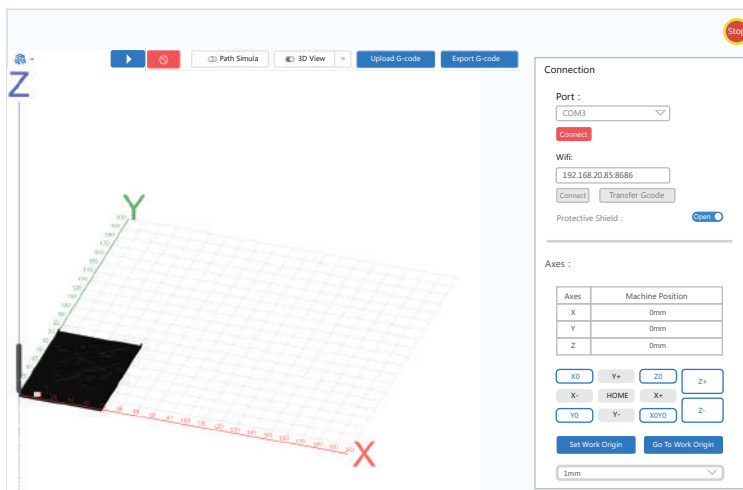 Stop
Path Simula
3D View
Upload G-code
Export G-code
Z
Y
X
Connection
Port :
COM3
Connect
Wifi:
192.168.20.85:8686
Connect
Transfer Gcode
Protective Shield :
Open
Axes :
Axes Machine Position
X 0mm
Y 0mm
Z 0mm
X0 Y+ Z0 Z+
X- HOME X+
Y0 Y- X0Y0 Z-
Set Work Origin Go To Work Origin
1mm